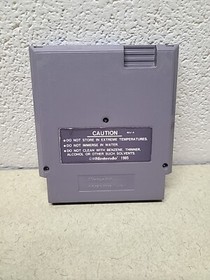 CAUTION
•DO NOT STORE IN EXTREME TEMPERATURES.
•DO NOT IMMERSE IN WATER.
•DO NOT CLEAN WITH BENZENE, THINNER,
ALCOHOL OR OTHER SUCH SOLVENTS.
Nintendo 1985